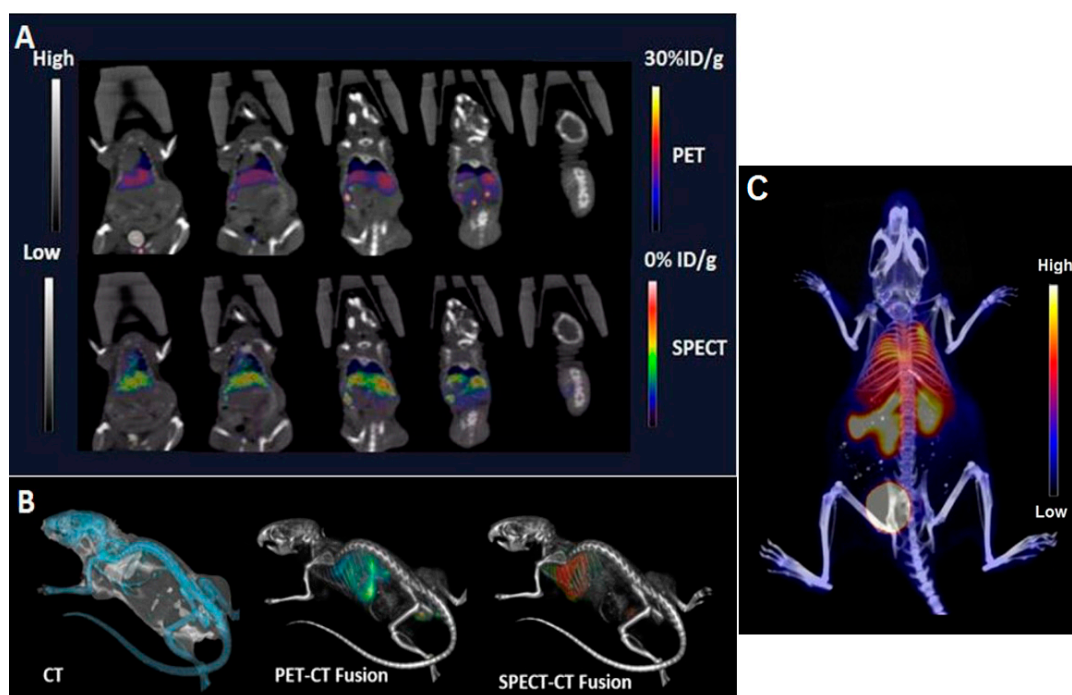 A
High
30%ID/g
PET
Low
0% ID/g
SPECT
B
CT
PET-CT Fusion
SPECT-CT Fusion
C
High
Low